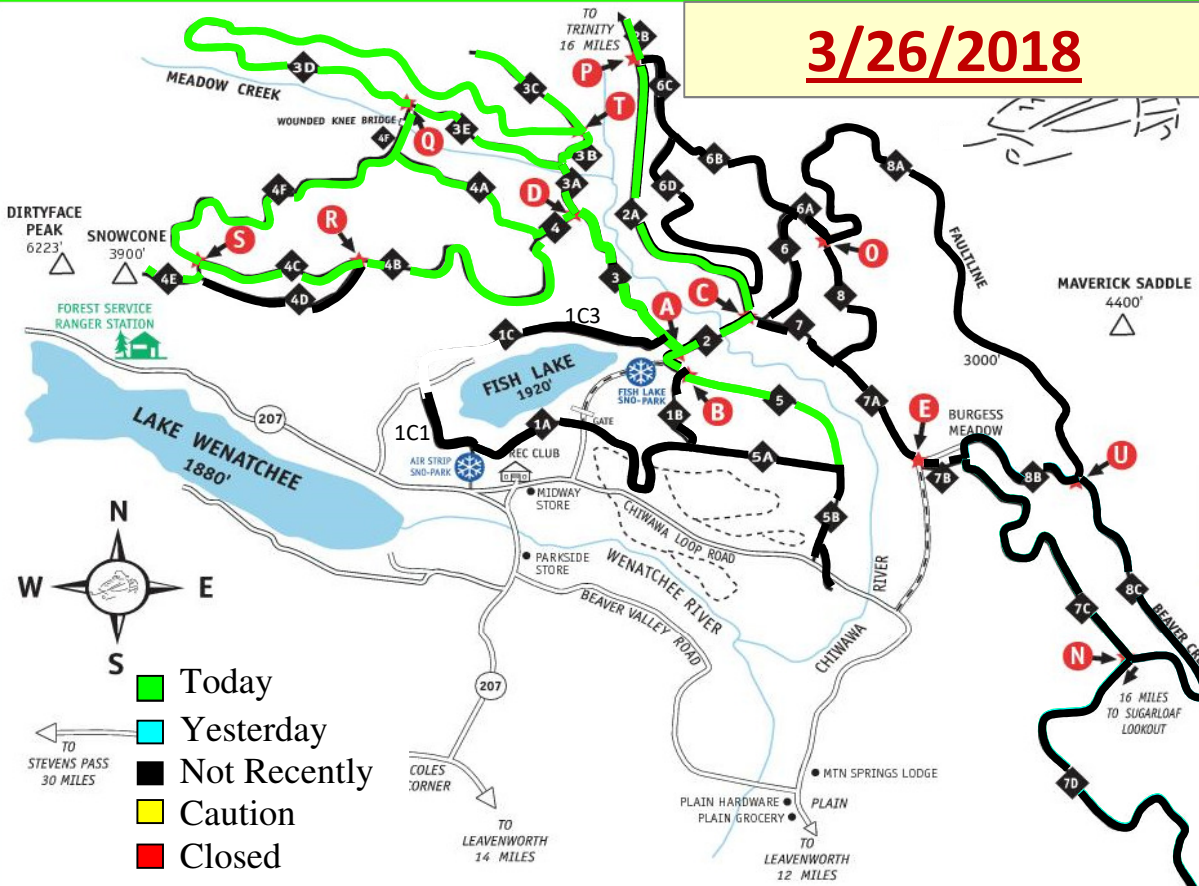 3/26/2018
TO
TRINITY
16 MILES
2B
P
6C
3D
3C
T
MEADOW CREEK
WOUNDED KNEE BRIDGE
4F
Q
3E
3B
6B
8A
4F
4A
D
3A
6D
6A
DIRTYFACE
PEAK
6223'
SNOWCONE
3900'
S
R
4
2A
6
O
FAULTLINE
4E
4C
4B
4D
3
A
C
8
MAVERICK SADDLE
4400'
FOREST SERVICE
RANGER STATION
1C
1C3
2
7
3000'
FISH LAKE
1920'
FISH LAKE
SNO-PARK
B
5
7A
E
BURGESS
MEADOW
207
LAKE WENATCHEE
1880'
1C1
1A
GATE
1B
5A
U
AIR STRIP
SNO-PARK
REC CLUB
MIDWAY
STORE
7B
8B
N
W
E
S
CHIWAWA LOOP ROAD
5B
PARKSIDE
STORE
WENATCHEE RIVER
RIVER
CHIWAWA
BEAVER VALLEY ROAD
7C
8C
BEAVER CRE
N
16 MILES
TO SUGARLOAF
LOOKOUT
207
Today
Yesterday
Not Recently
Caution
Closed
TO
STEVENS PASS
30 MILES
COLES
CORNER
TO
LEAVENWORTH
14 MILES
MTN SPRINGS LODGE
PLAIN HARDWARE
PLAIN
PLAIN GROCERY
TO
LEAVENWORTH
12 MILES
7D